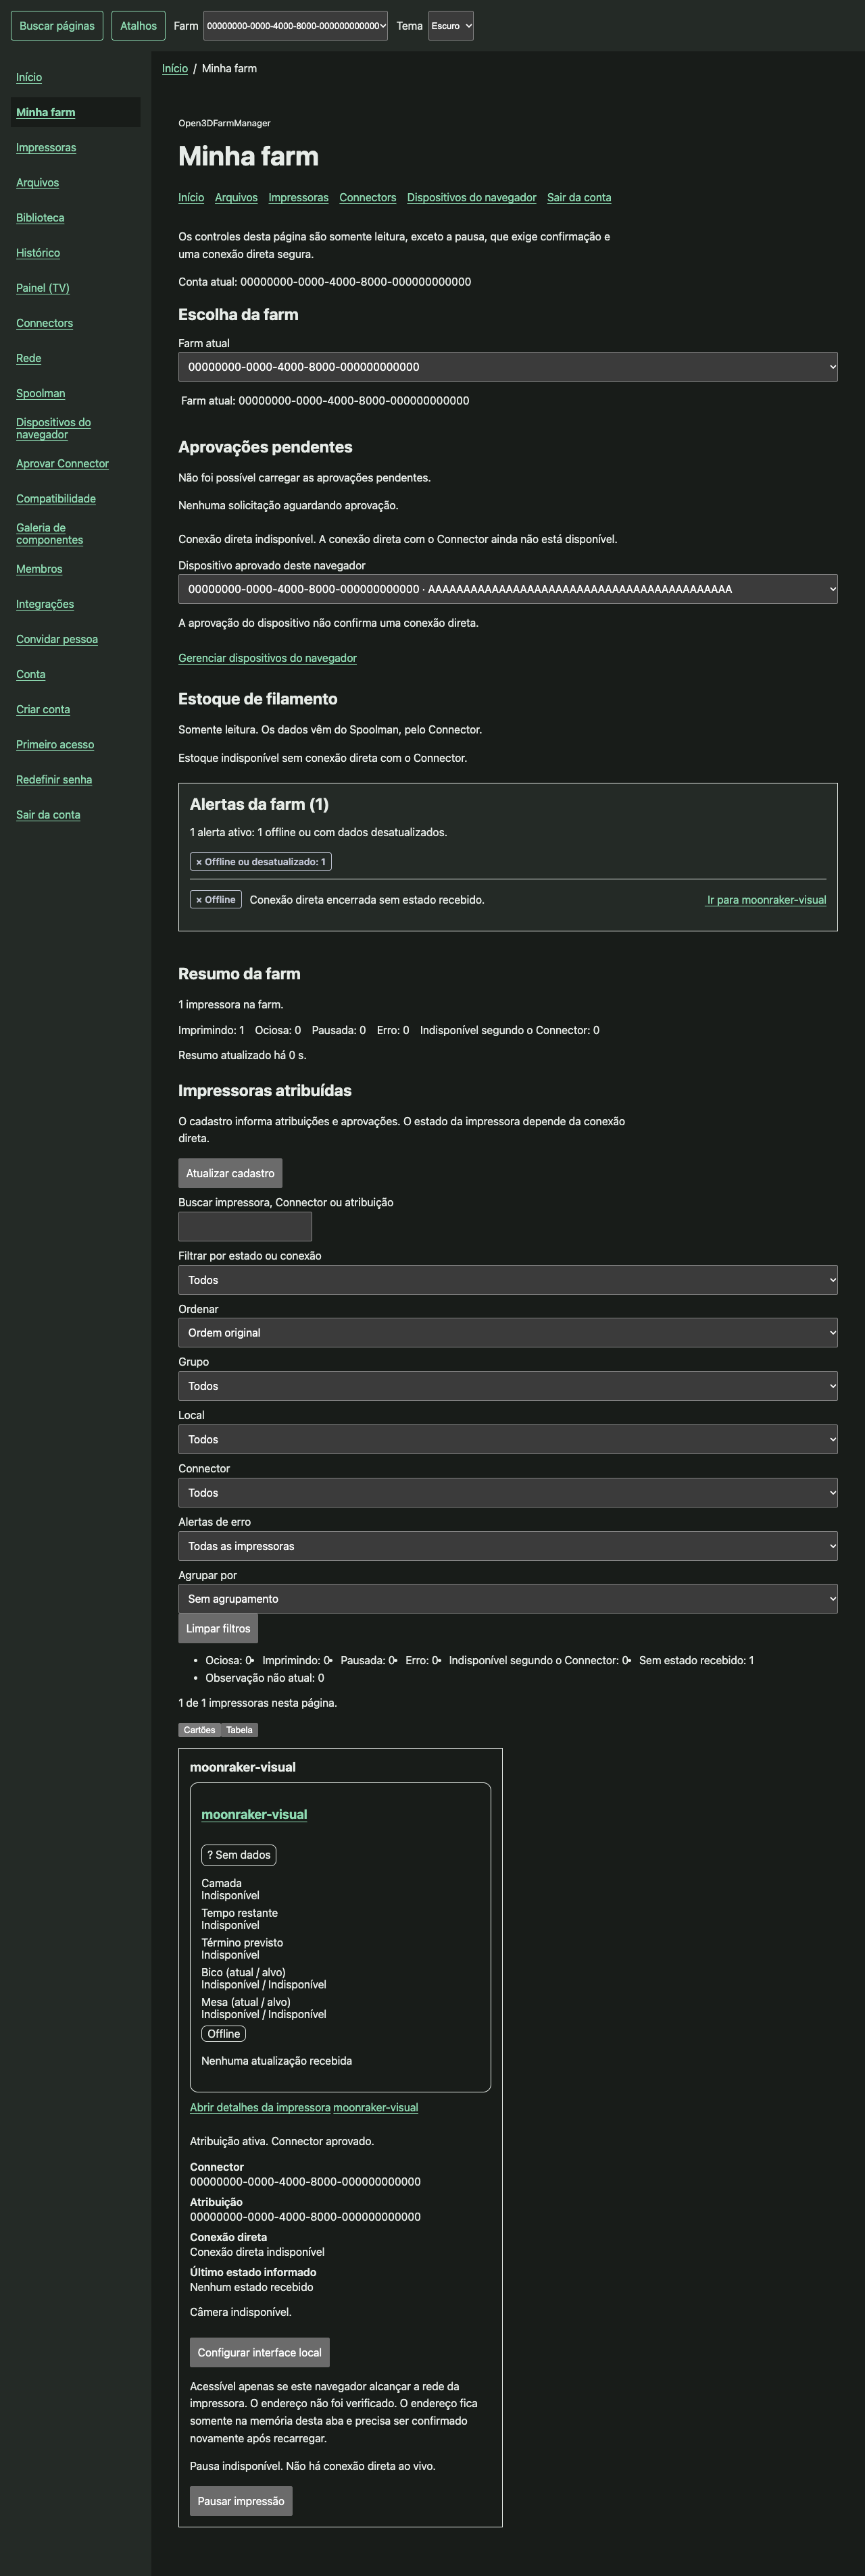 Buscar páginas
Atalhos
Farm
00000000-0000-4000-8000-000000000000
Tema
Escuro
Início
Minha farm
Impressoras
Arquivos
Biblioteca
Histórico
Painel (TV)
Connectors
Rede
Spoolman
Dispositivos do
navegador
Aprovar Connector
Compatibilidade
Galeria de
componentes
Membros
Integrações
Convidar pessoa
Conta
Criar conta
Primeiro acesso
Redefinir senha
Sair da conta
Início / Minha farm
Open3DFarmManager
Minha farm
Início Arquivos Impressoras Connectors Dispositivos do navegador Sair da conta
Os controles desta página são somente leitura, exceto a pausa, que exige confirmação e
uma conexão direta segura.
Conta atual: 00000000-0000-4000-8000-000000000000
Escolha da farm
Farm atual
00000000-0000-4000-8000-000000000000
Farm atual: 00000000-0000-4000-8000-000000000000
Aprovações pendentes
Não foi possível carregar as aprovações pendentes.
Nenhuma solicitação aguardando aprovação.
Conexão direta indisponível. A conexão direta com o Connector ainda não está disponível.
Dispositivo aprovado deste navegador
00000000-0000-4000-8000-000000000000 · AAAAAAAAAAAAAAAAAAAAAAAAAAAAAAAAAAAAAAAAAAA
A aprovação do dispositivo não confirma uma conexão direta.
Gerenciar dispositivos do navegador
Estoque de filamento
Somente leitura. Os dados vêm do Spoolman, pelo Connector.
Estoque indisponível sem conexão direta com o Connector.
Alertas da farm (1)
1 alerta ativo: 1 offline ou com dados desatualizados.
× Offline ou desatualizado: 1
× Offline Conexão direta encerrada sem estado recebido. Ir para moonraker-visual
Resumo da farm
1 impressora na farm.
Imprimindo: 1 Ociosa: 0 Pausada: 0 Erro: 0 Indisponível segundo o Connector: 0
Resumo atualizado há 0 s.
Impressoras atribuídas
O cadastro informa atribuições e aprovações. O estado da impressora depende da conexão
direta.
Atualizar cadastro
Buscar impressora, Connector ou atribuição
Filtrar por estado ou conexão
Todos
Ordenar
Ordem original
Grupo
Todos
Local
Todos
Connector
Todos
Alertas de erro
Todas as impressoras
Agrupar por
Sem agrupamento
Limpar filtros
• Ociosa: 0 • Imprimindo: 0 • Pausada: 0 • Erro: 0 • Indisponível segundo o Connector: 0 • Sem estado recebido: 1
• Observação não atual: 0
1 de 1 impressoras nesta página.
Cartões Tabela
moonraker-visual
moonraker-visual
? Sem dados
Camada
Indisponível
Tempo restante
Indisponível
Término previsto
Indisponível
Bico (atual / alvo)
Indisponível / Indisponível
Mesa (atual / alvo)
Indisponível / Indisponível
Offline
Nenhuma atualização recebida
Abrir detalhes da impressora moonraker-visual
Atribuição ativa. Connector aprovado.
Connector
00000000-0000-4000-8000-000000000000
Atribuição
00000000-0000-4000-8000-000000000000
Conexão direta
Conexão direta indisponível
Último estado informado
Nenhum estado recebido
Câmera indisponível.
Configurar interface local
Acessível apenas se este navegador alcançar a rede da
impressora. O endereço não foi verificado. O endereço fica
somente na memória desta aba e precisa ser confirmado
novamente após recarregar.
Pausa indisponível. Não há conexão direta ao vivo.
Pausar impressão